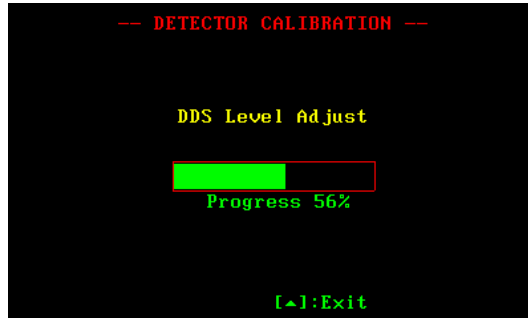 -- DETECTOR CALIBRATION --
DDS Level Adjust
Progress 56%
[▲]:Exit